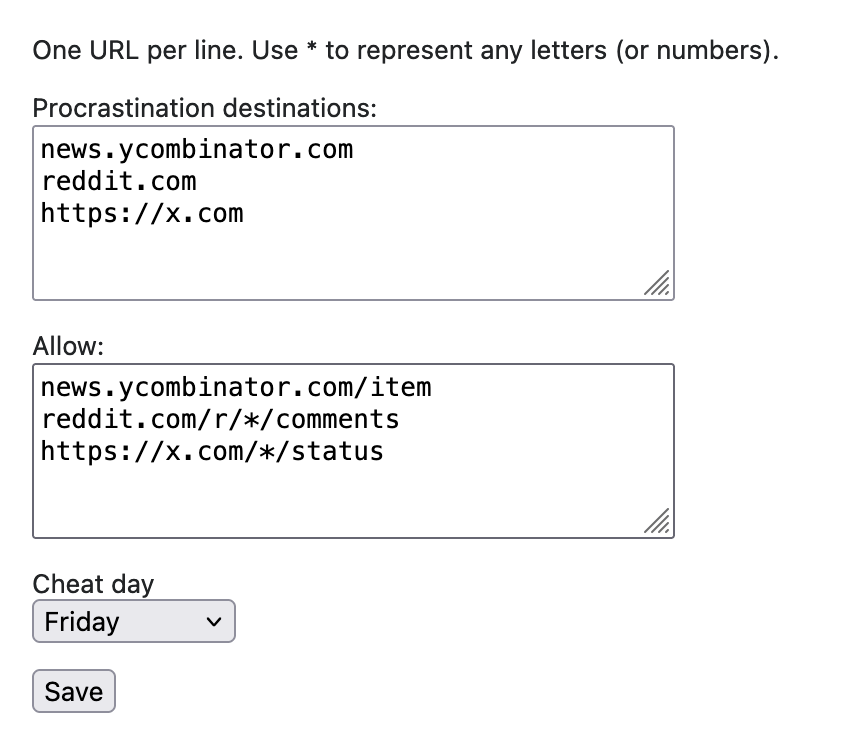 One URL per line. Use * to represent any letters (or numbers).
Procrastination destinations:
news.ycombinator.com
reddit.com
https://x.com
Allow:
news.ycombinator.com/item
reddit.com/r/*/comments
https://x.com/*/status
Cheat day
Friday
Save